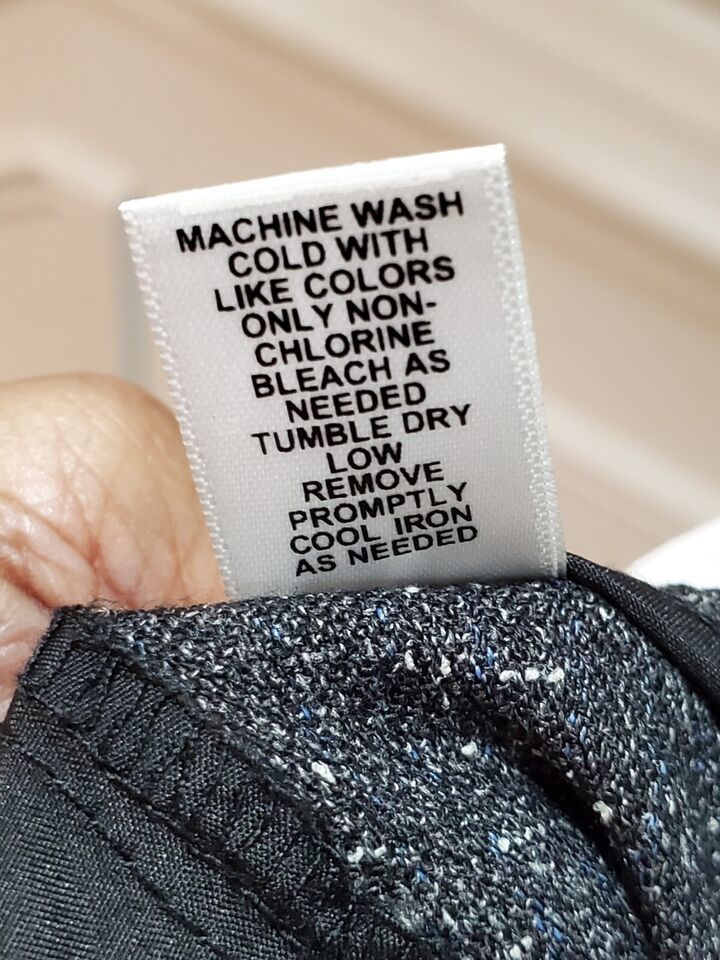 MACHINE WASH
COLD WITH
LIKE COLORS
ONLY NON-
CHLORINE
BLEACH AS
NEEDED
TUMBLE DRY
LOW
REMOVE
PROMPTLY
COOL IRON
AS NEEDED